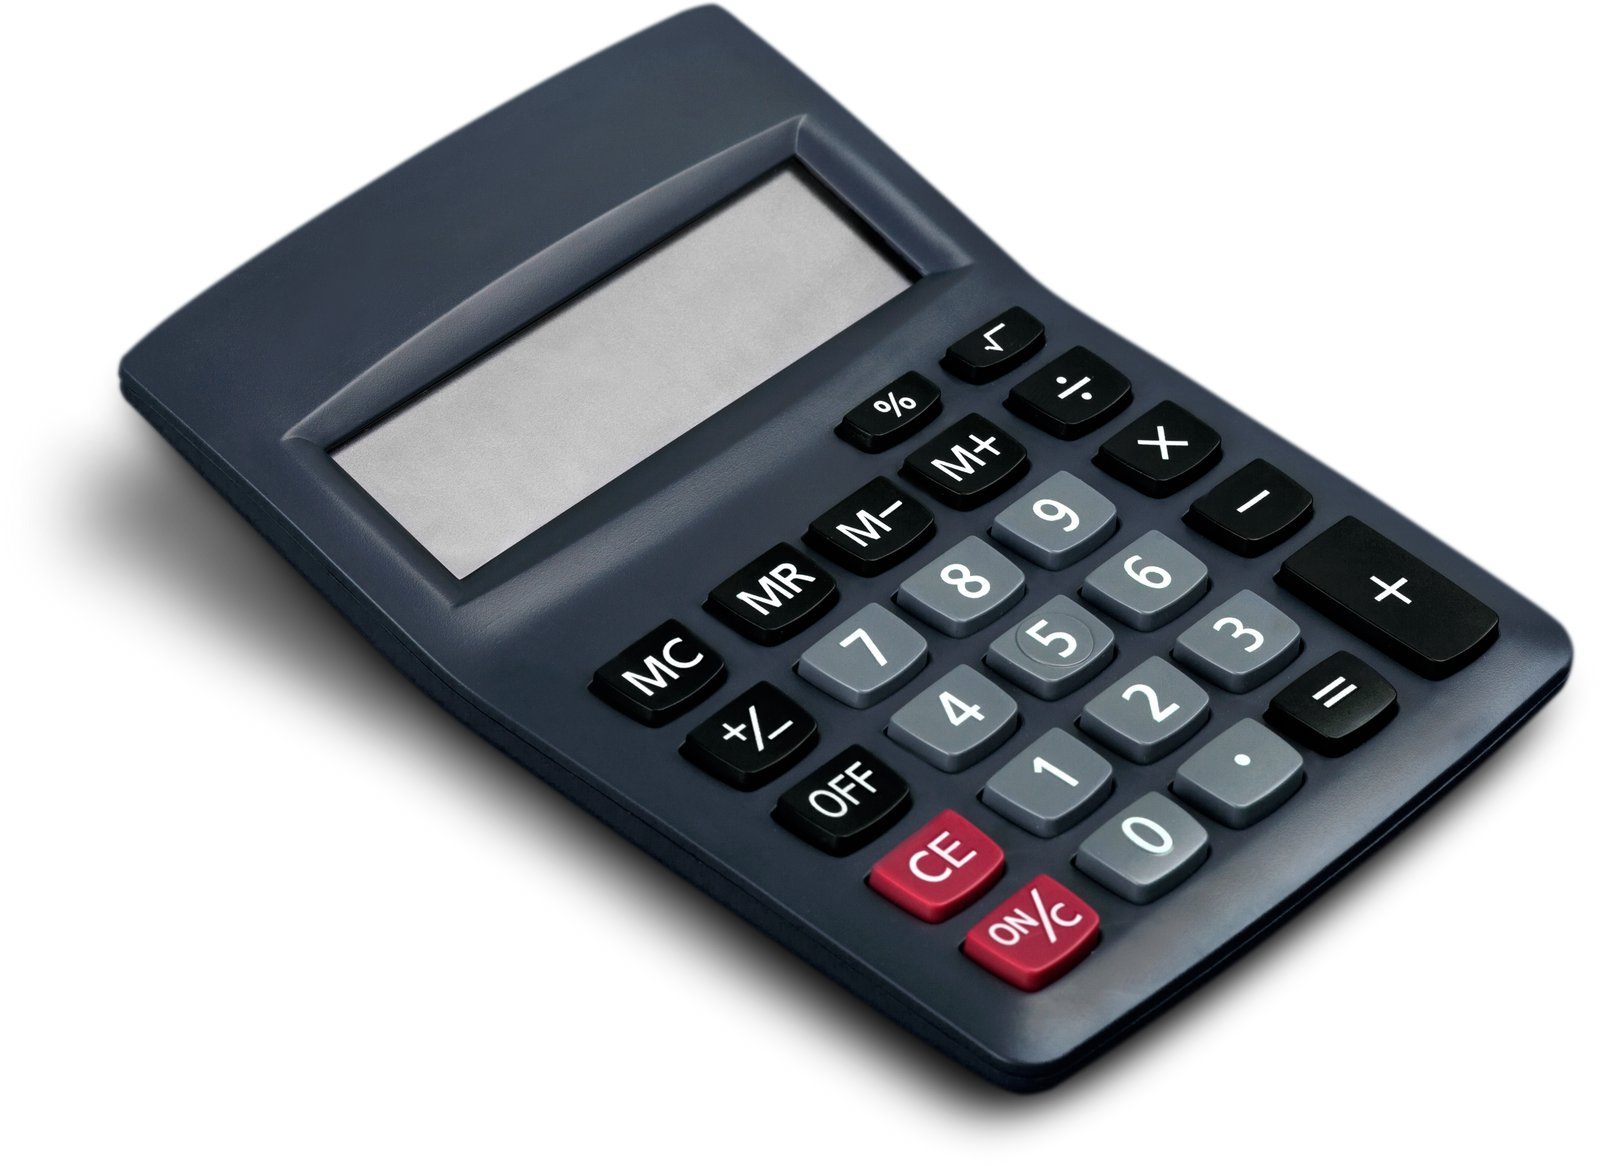 % √
MC MR M− M+ ÷
+/− 7 8 9 ×
OFF 4 5 6 −
CE 1 2 3 +
ON/C 0 . =